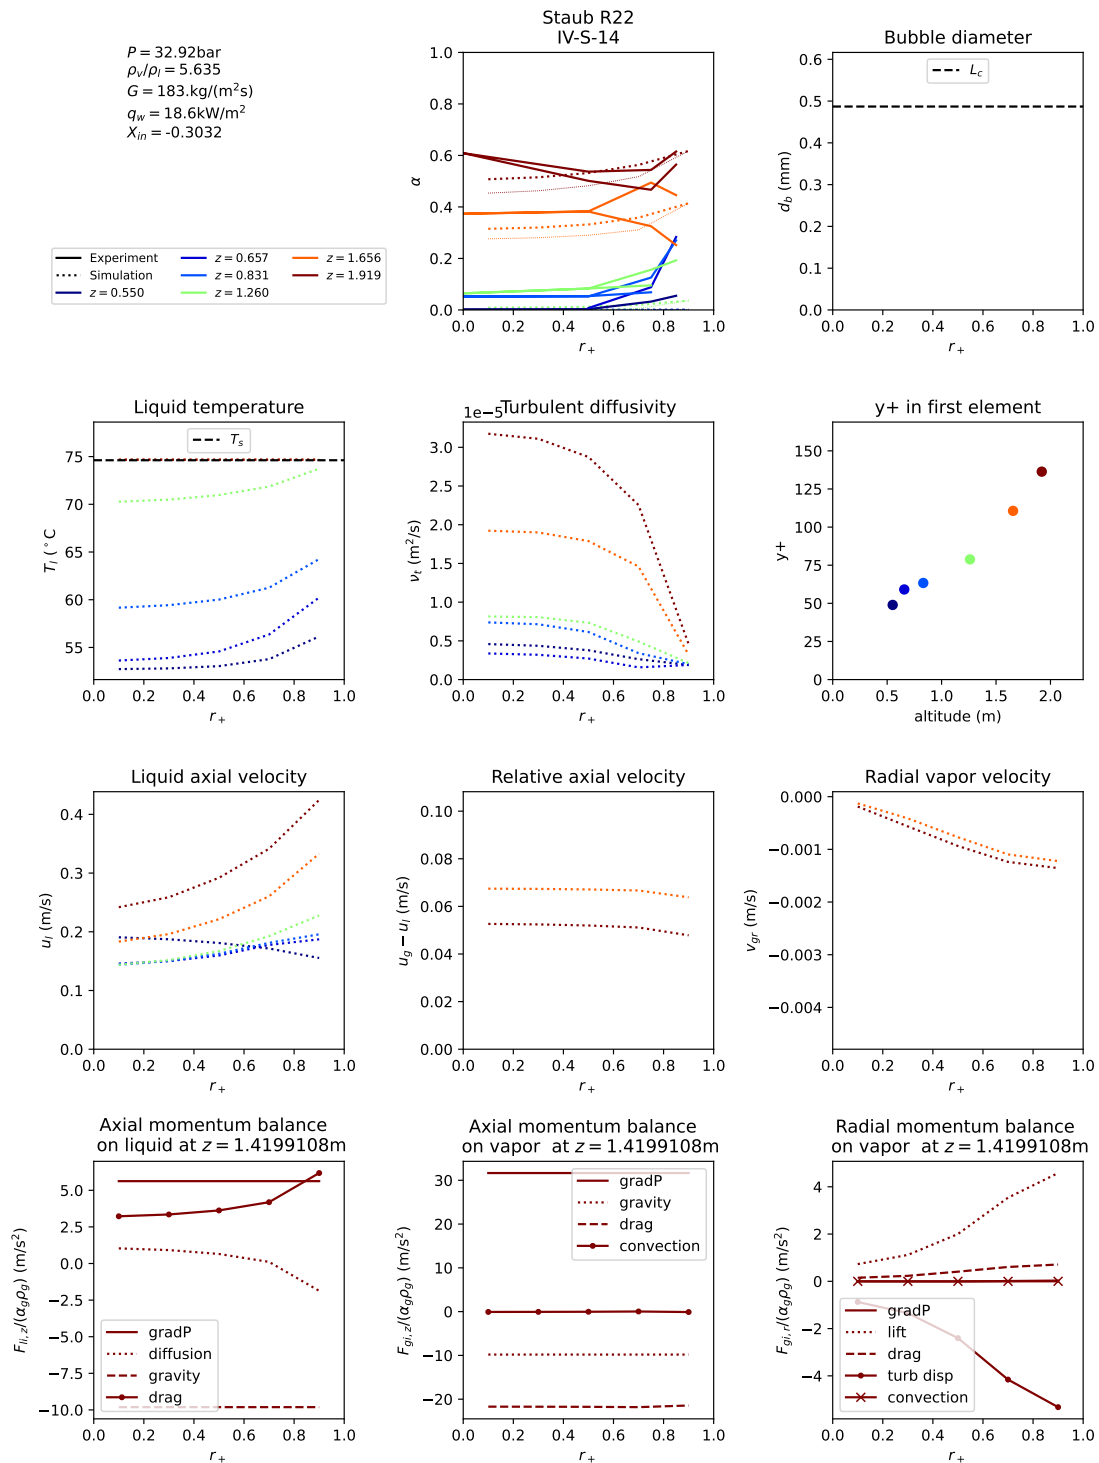 P = 32.92bar
ρv/ρl = 5.635
G = 183.kg/(m²s)
qw = 18.6kW/m²
Xin = -0.3032
Experiment
Simulation
z = 0.550
z = 0.657
z = 0.831
z = 1.260
z = 1.656
z = 1.919
Staub R22
IV-S-14
1.0
0.8
0.6
0.4
0.2
0.0
α
0.0 0.2 0.4 0.6 0.8 1.0
r+
Bubble diameter
Lc
0.6
0.5
0.4
0.3
0.2
0.1
0.0
db (mm)
0.0 0.2 0.4 0.6 0.8 1.0
r+
Liquid temperature
Ts
75
70
65
60
55
Tl (°C
0.0 0.2 0.4 0.6 0.8 1.0
r+
1e−5
Turbulent diffusivity
3.0
2.5
2.0
1.5
1.0
0.5
0.0
νt (m²/s)
0.0 0.2 0.4 0.6 0.8 1.0
r+
y+ in first element
150
125
100
75
50
25
0
y+
0.0 0.5 1.0 1.5 2.0
altitude (m)
Liquid axial velocity
0.4
0.3
0.2
0.1
0.0
ul (m/s)
0.0 0.2 0.4 0.6 0.8 1.0
r+
Relative axial velocity
0.10
0.08
0.06
0.04
0.02
0.00
ug − ul (m/s)
0.0 0.2 0.4 0.6 0.8 1.0
r+
Radial vapor velocity
0.000
−0.001
−0.002
−0.003
−0.004
vgr (m/s)
0.0 0.2 0.4 0.6 0.8 1.0
r+
Axial momentum balance
on liquid at z = 1.4199108m
5.0
2.5
0.0
−2.5
−5.0
−7.5
−10.0
Fli,z/(αgρg) (m/s²)
gradP
diffusion
gravity
drag
0.0 0.2 0.4 0.6 0.8 1.0
r+
Axial momentum balance
on vapor at z = 1.4199108m
30
20
10
0
−10
−20
Fgi,z/(αgρg) (m/s²)
gradP
gravity
drag
convection
0.0 0.2 0.4 0.6 0.8 1.0
r+
Radial momentum balance
on vapor at z = 1.4199108m
4
2
0
−2
−4
Fgi,r/(αgρg) (m/s²)
gradP
lift
drag
turb disp
convection
0.0 0.2 0.4 0.6 0.8 1.0
r+